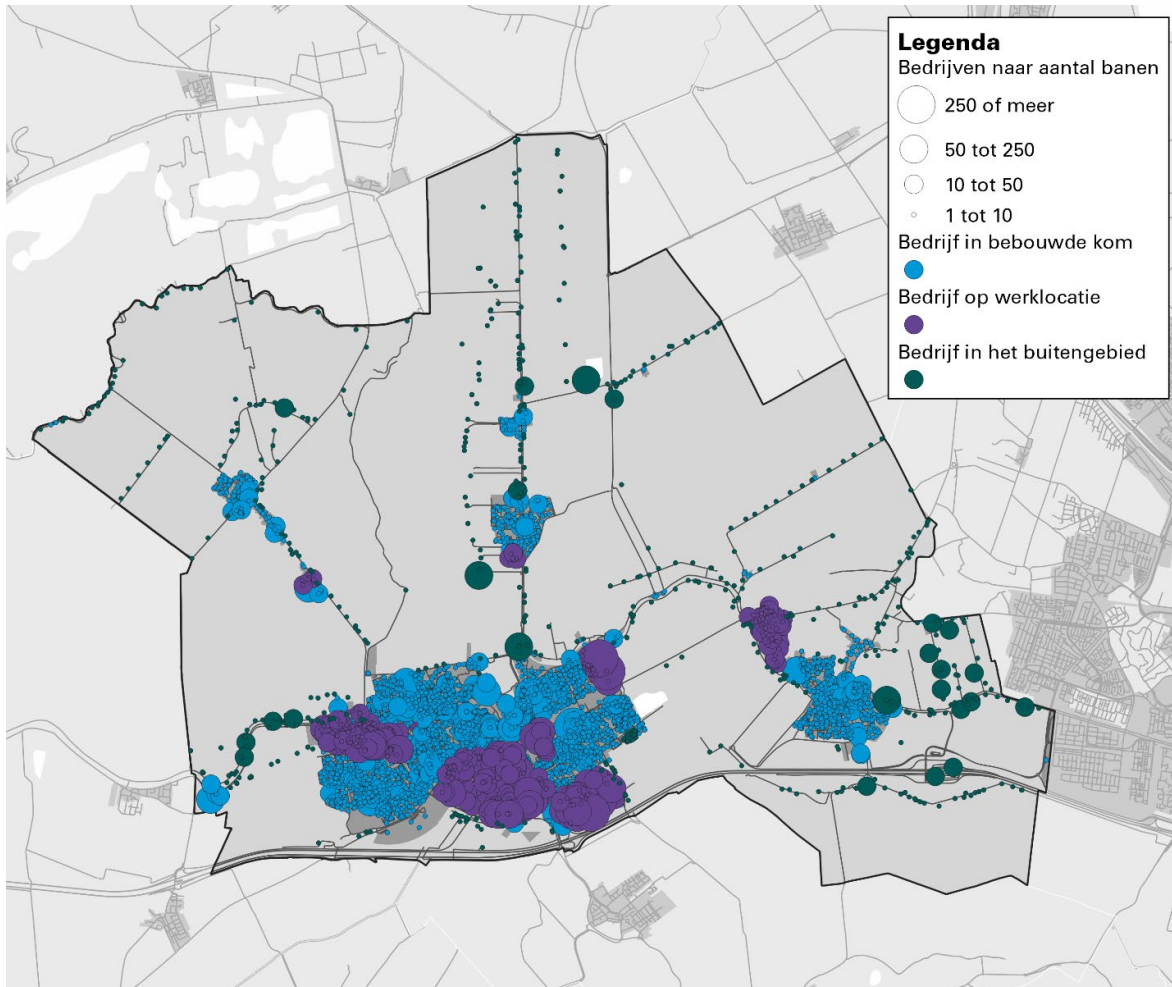 Legenda
Bedrijven naar aantal banen
250 of meer
50 tot 250
10 tot 50
1 tot 10
Bedrijf in bebouwde kom
Bedrijf op werklocatie
Bedrijf in het buitengebied